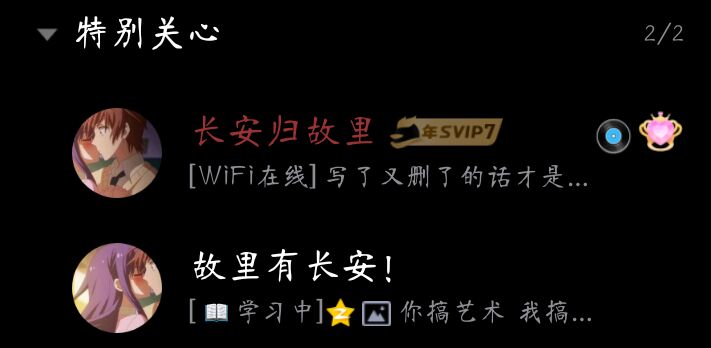 特别关心 2/2
长安归故里 年SVIP7
[WiFi在线] 写了又删了的话才是...
故里有长安!
[📖学习中] 你搞艺术 我搞...